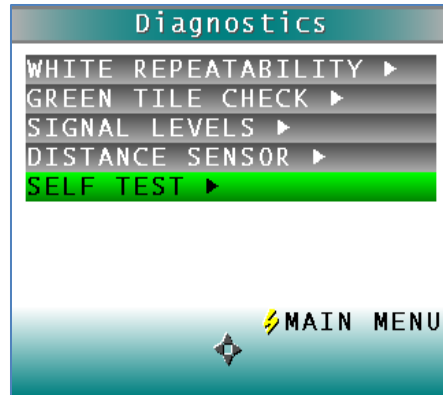 Diagnostics
WHITE REPEATABILITY ▶
GREEN TILE CHECK ▶
SIGNAL LEVELS ▶
DISTANCE SENSOR ▶
SELF TEST ▶
MAIN MENU